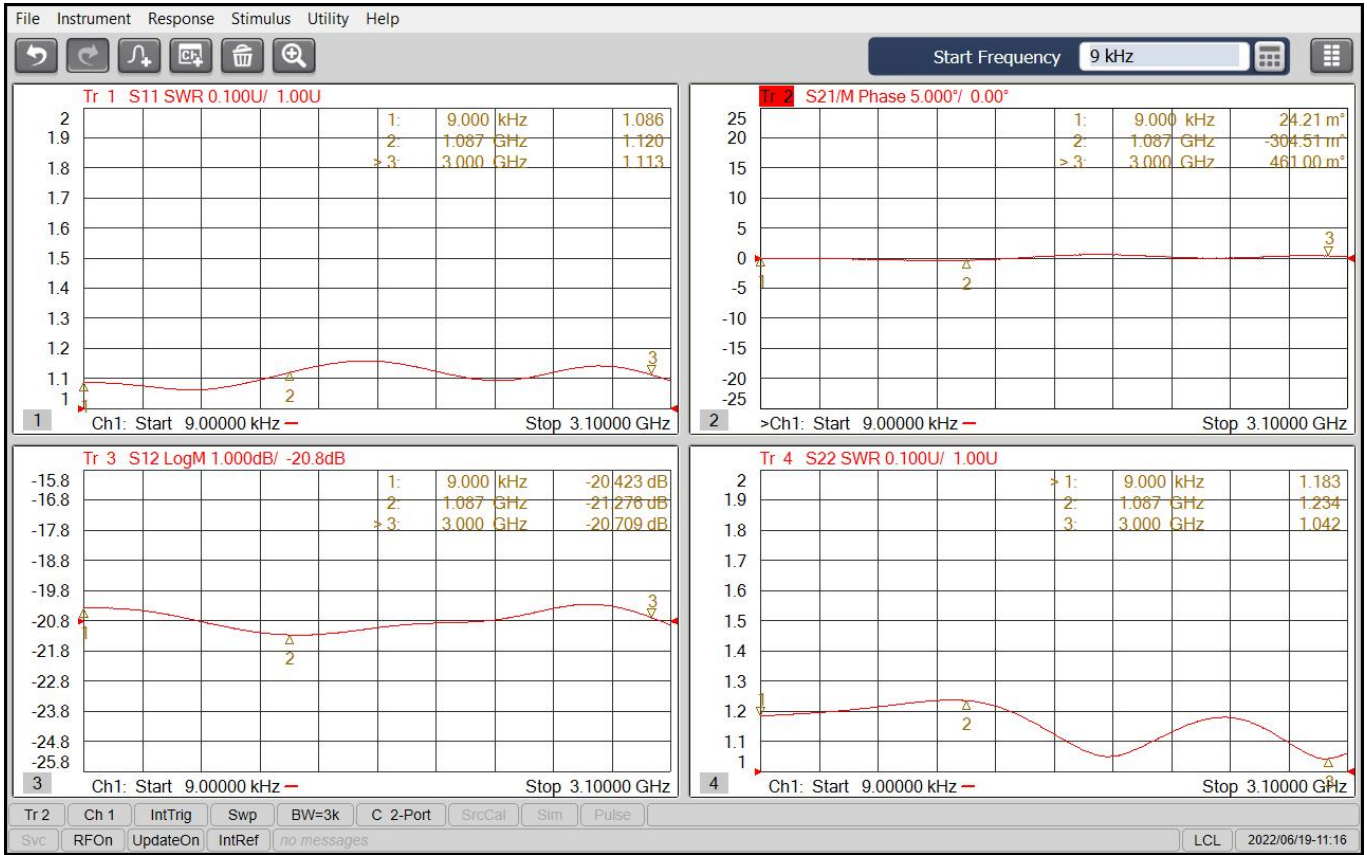 File Instrument Response Stimulus Utility Help
Start Frequency 9 kHz
Tr 1 S11 SWR 0.100U/ 1.00U
2
1.9
1.8
1.7
1.6
1.5
1.4
1.3
1.2
1.1
1
1: 9.000 kHz 1.086
2: 1.087 GHz 1.120
> 3: 3.000 GHz 1.113
1
2
3
1 Ch1: Start 9.00000 kHz Stop 3.10000 GHz
Tr 2 S21/M Phase 5.000°/ 0.00°
25
20
15
10
5
0
-5
-10
-15
-20
-25
1: 9.000 kHz 24.21 m°
2: 1.087 GHz -304.51 m°
> 3: 3.000 GHz 461.00 m°
1
2
3
2 >Ch1: Start 9.00000 kHz Stop 3.10000 GHz
Tr 3 S12 LogM 1.000dB/ -20.8dB
-15.8
-16.8
-17.8
-18.8
-19.8
-20.8
-21.8
-22.8
-23.8
-24.8
-25.8
1: 9.000 kHz -20.423 dB
2: 1.087 GHz -21.276 dB
> 3: 3.000 GHz -20.709 dB
1
2
3
3 Ch1: Start 9.00000 kHz Stop 3.10000 GHz
Tr 4 S22 SWR 0.100U/ 1.00U
2
1.9
1.8
1.7
1.6
1.5
1.4
1.3
1.2
1.1
1
> 1: 9.000 kHz 1.183
2: 1.087 GHz 1.234
3: 3.000 GHz 1.042
1
2
3
4 Ch1: Start 9.00000 kHz Stop 3.10000 GHz
Tr 2 Ch 1 IntTrig Swp BW=3k C 2-Port SrcCal Sim Pulse
Svc RFOn UpdateOn IntRef no messages LCL 2022/06/19-11:16